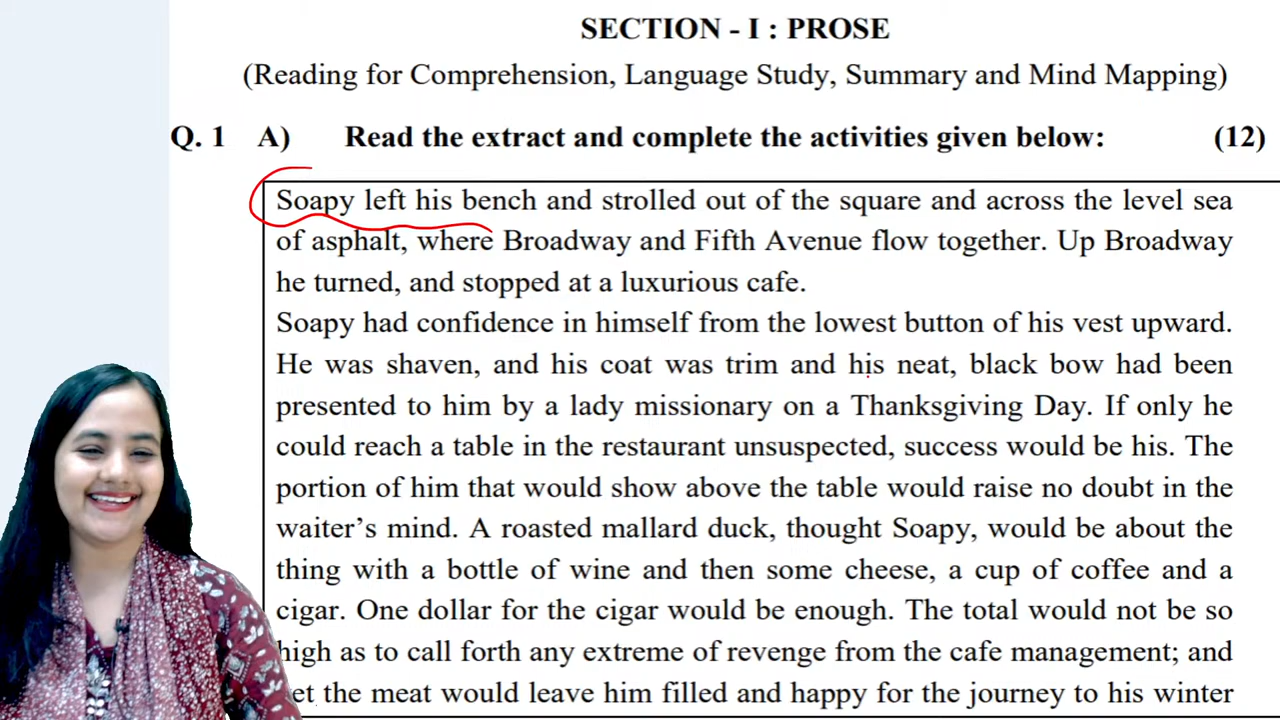 SECTION - I : PROSE
(Reading for Comprehension, Language Study, Summary and Mind Mapping)
Q. 1 A) Read the extract and complete the activities given below: (12)
Soapy left his bench and strolled out of the square and across the level sea
of asphalt, where Broadway and Fifth Avenue flow together. Up Broadway
he turned, and stopped at a luxurious cafe.
Soapy had confidence in himself from the lowest button of his vest upward.
He was shaven, and his coat was trim and his neat, black bow had been
presented to him by a lady missionary on a Thanksgiving Day. If only he
could reach a table in the restaurant unsuspected, success would be his. The
portion of him that would show above the table would raise no doubt in the
waiter's mind. A roasted mallard duck, thought Soapy, would be about the
thing with a bottle of wine and then some cheese, a cup of coffee and a
cigar. One dollar for the cigar would be enough. The total would not be so
high as to call forth any extreme of revenge from the cafe management; and
the meat would leave him filled and happy for the journey to his winter